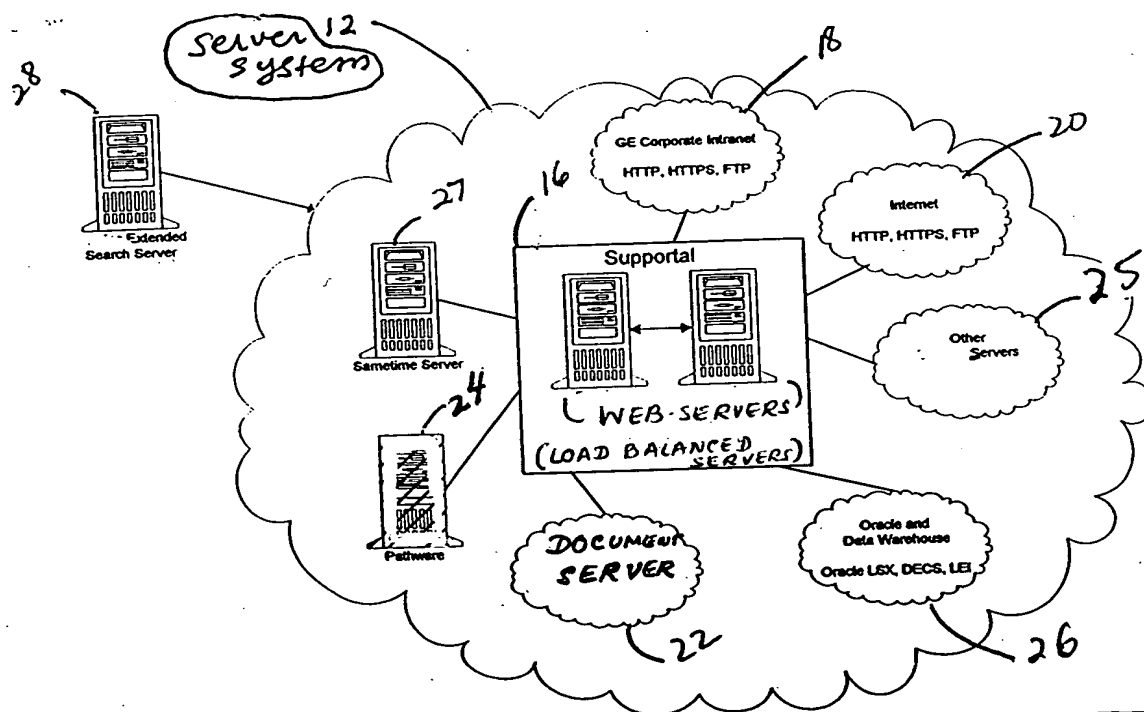 server 12
system
18
28
GE Corporate Intranet
HTTP, HTTPS, FTP
20
16
27
Internet
HTTP, HTTPS, FTP
Extended
Search Server
Supportal
25
Other
Servers
Sametime Server
24
WEB-SERVERS
(LOAD BALANCED
SERVERS)
Pathware
DOCUMENT
SERVER
Oracle and
Data Warehouse
Oracle LSX, DECS, LEI
22
26